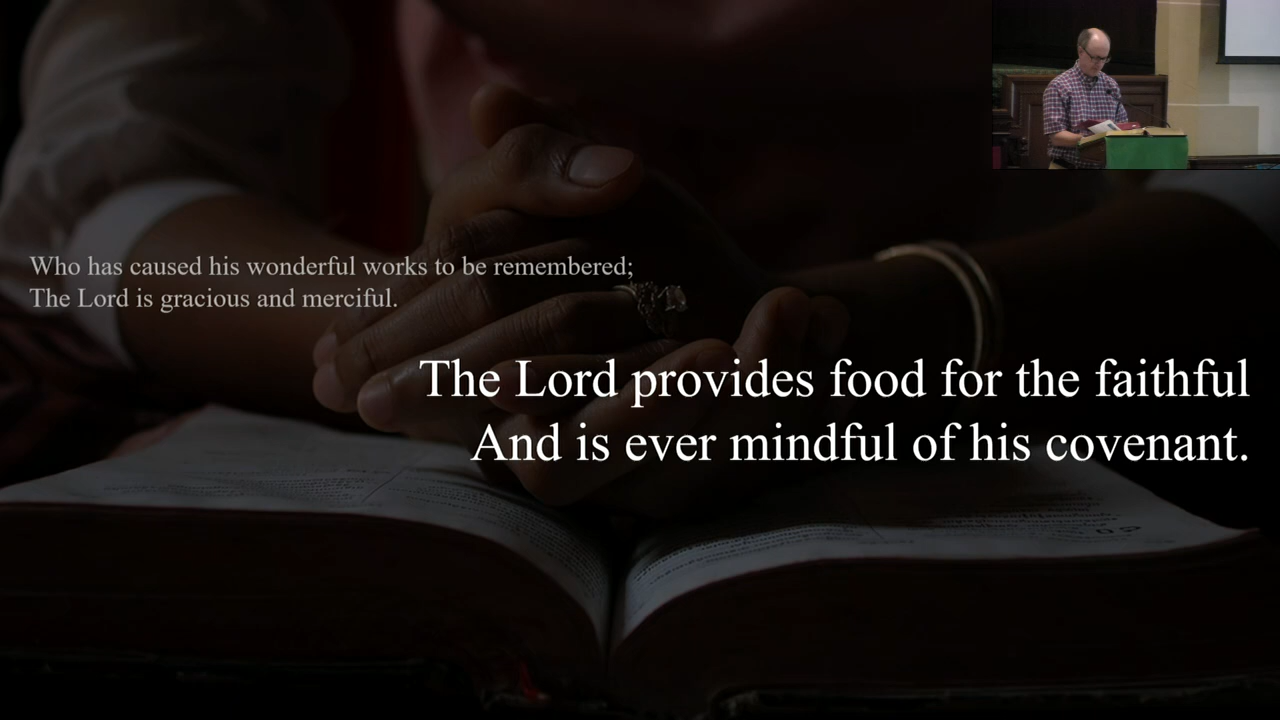 Who has caused his wonderful works to be remembered;
The Lord is gracious and merciful.
The Lord provides food for the faithful
And is ever mindful of his covenant.